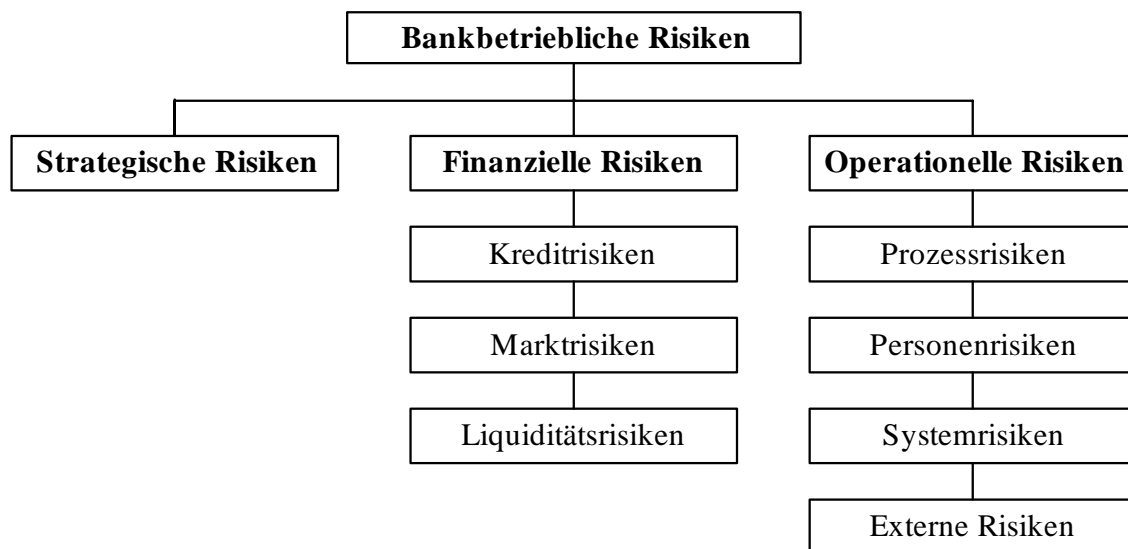 Bankbetriebliche Risiken
Strategische Risiken
Finanzielle Risiken
Operationelle Risiken
Kreditrisiken
Prozessrisiken
Marktrisiken
Personenrisiken
Liquiditätsrisiken
Systemrisiken
Externe Risiken